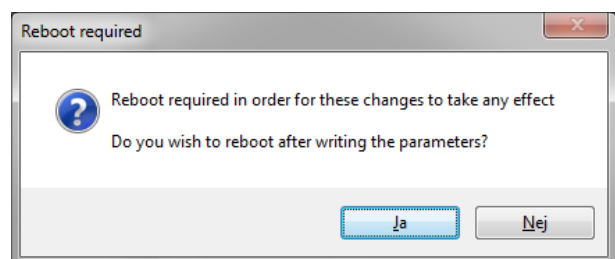 Reboot required
Reboot required in order for these changes to take any effect
Do you wish to reboot after writing the parameters?
Ja
Nej